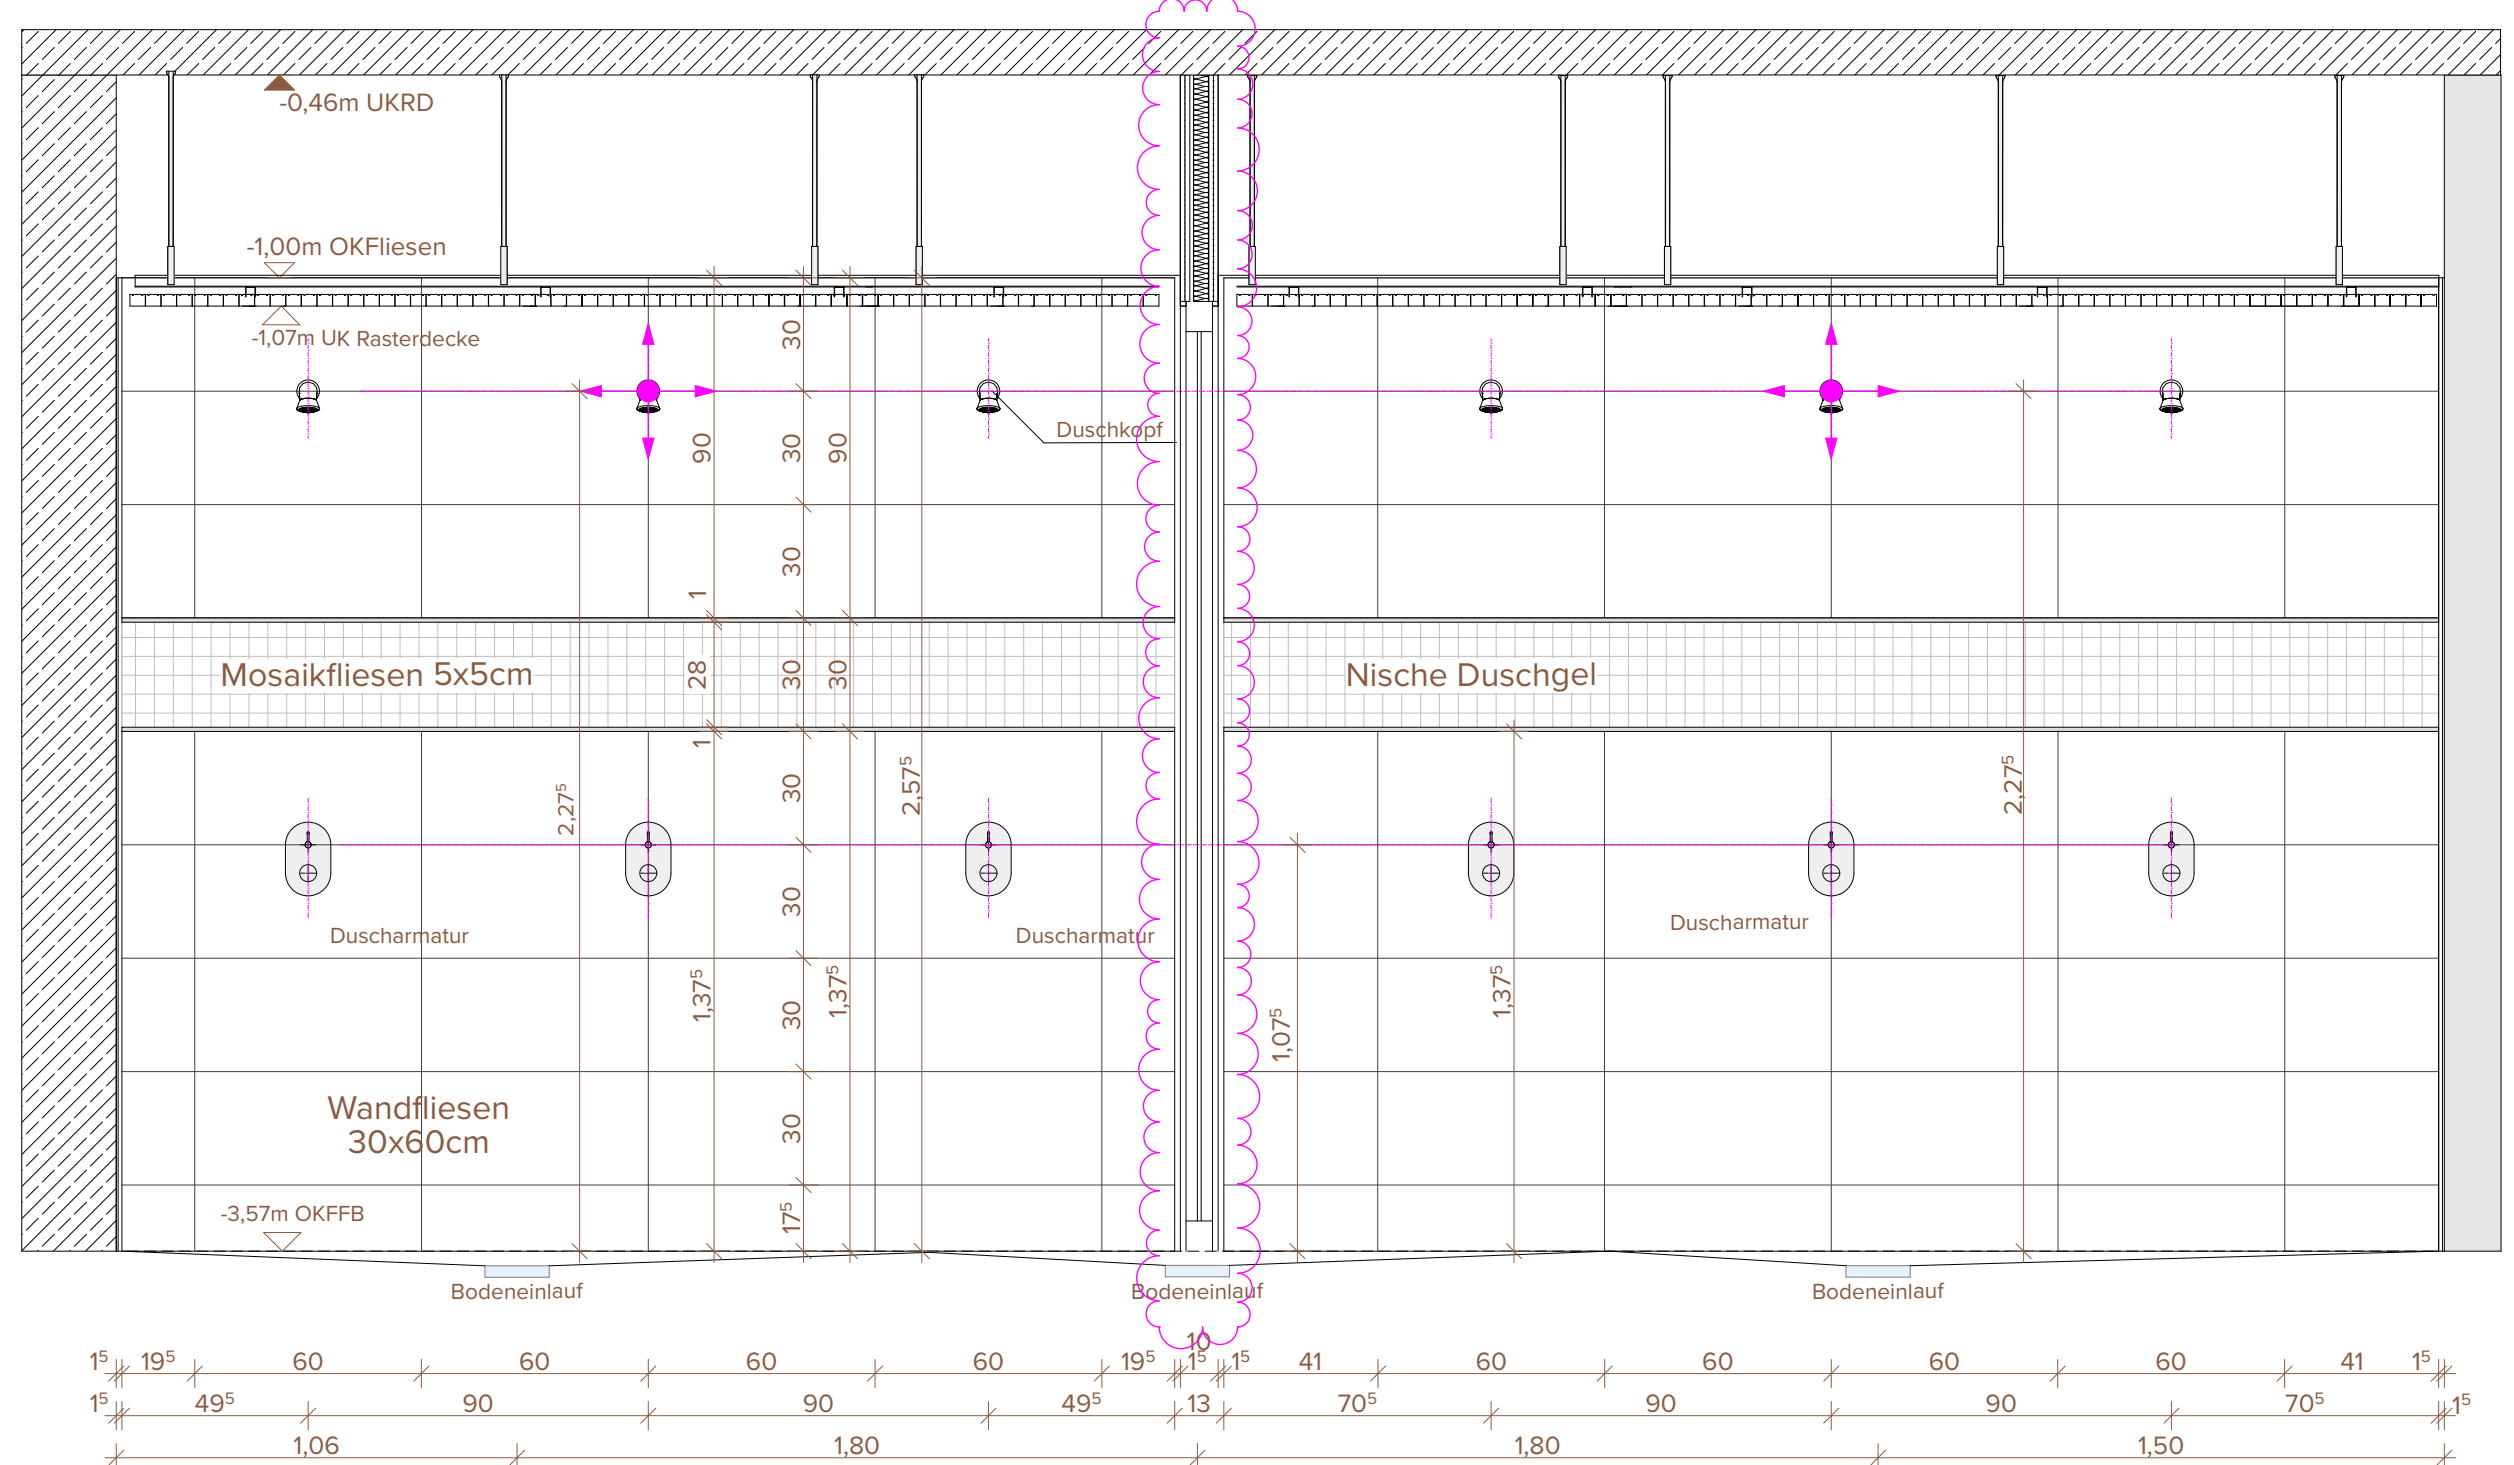 -0,46m UKRD
-1,00m OKFliesen
-1,07m UK Rasterdecke
30
Duschkopf
90
30
90
30
1
Mosaikfliesen 5x5cm
28
30
30
Nische Duschgel
1
2,27⁵
30
2,57⁵
2,27⁵
30
Duscharmatur
Duscharmatur
Duscharmatur
1,37⁵
30
1,37⁵
1,07⁵
1,37⁵
Wandfliesen
30x60cm
30
-3,57m OKFFB
17⁵
Bodeneinlauf
Bodeneinlauf
Bodeneinlauf
10
1⁵ 19⁵ 60 60 60 60 19⁵ 1⁵ 1⁵ 41 60 60 60 60 41 1⁵
1⁵ 49⁵ 90 90 49⁵ 13 70⁵ 90 90 70⁵ 1⁵
1,06 1,80 1,80 1,50